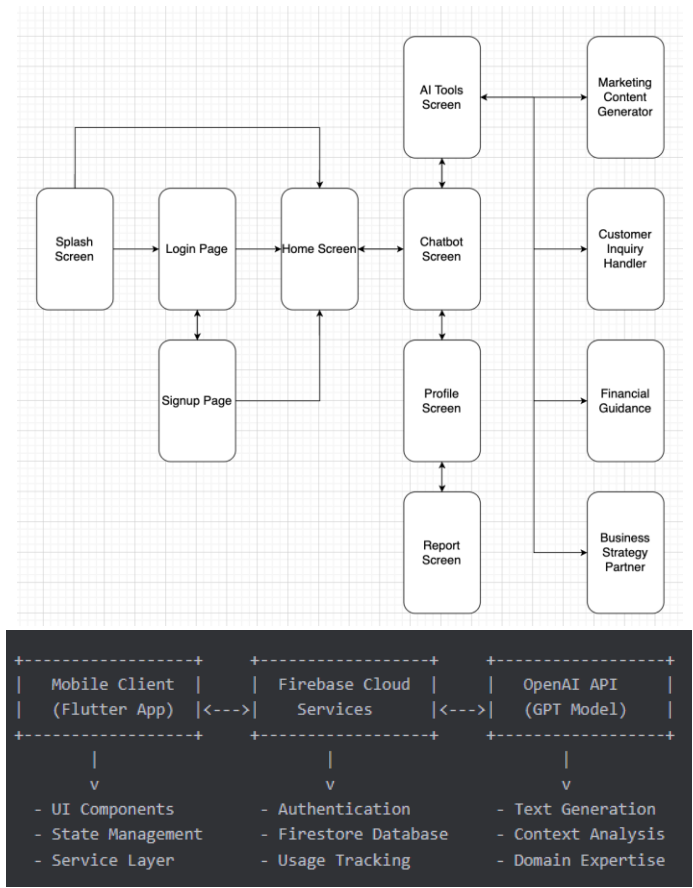 AI Tools
Screen
Marketing
Content
Generator
Splash
Screen
Login Page
Home Screen
Chatbot
Screen
Customer
Inquiry
Handler
Signup Page
Profile
Screen
Financial
Guidance
Report
Screen
Business
Strategy
Partner
+------------------+     +------------------+     +------------------+
|   Mobile Client  |     |  Firebase Cloud  |     |   OpenAI API     |
|   (Flutter App)  |<--->|    Services      |<--->|   (GPT Model)    |
+------------------+     +------------------+     +------------------+
|                        |                        |
v                        v                        v
- UI Components          - Authentication         - Text Generation
- State Management       - Firestore Database     - Context Analysis
- Service Layer          - Usage Tracking         - Domain Expertise